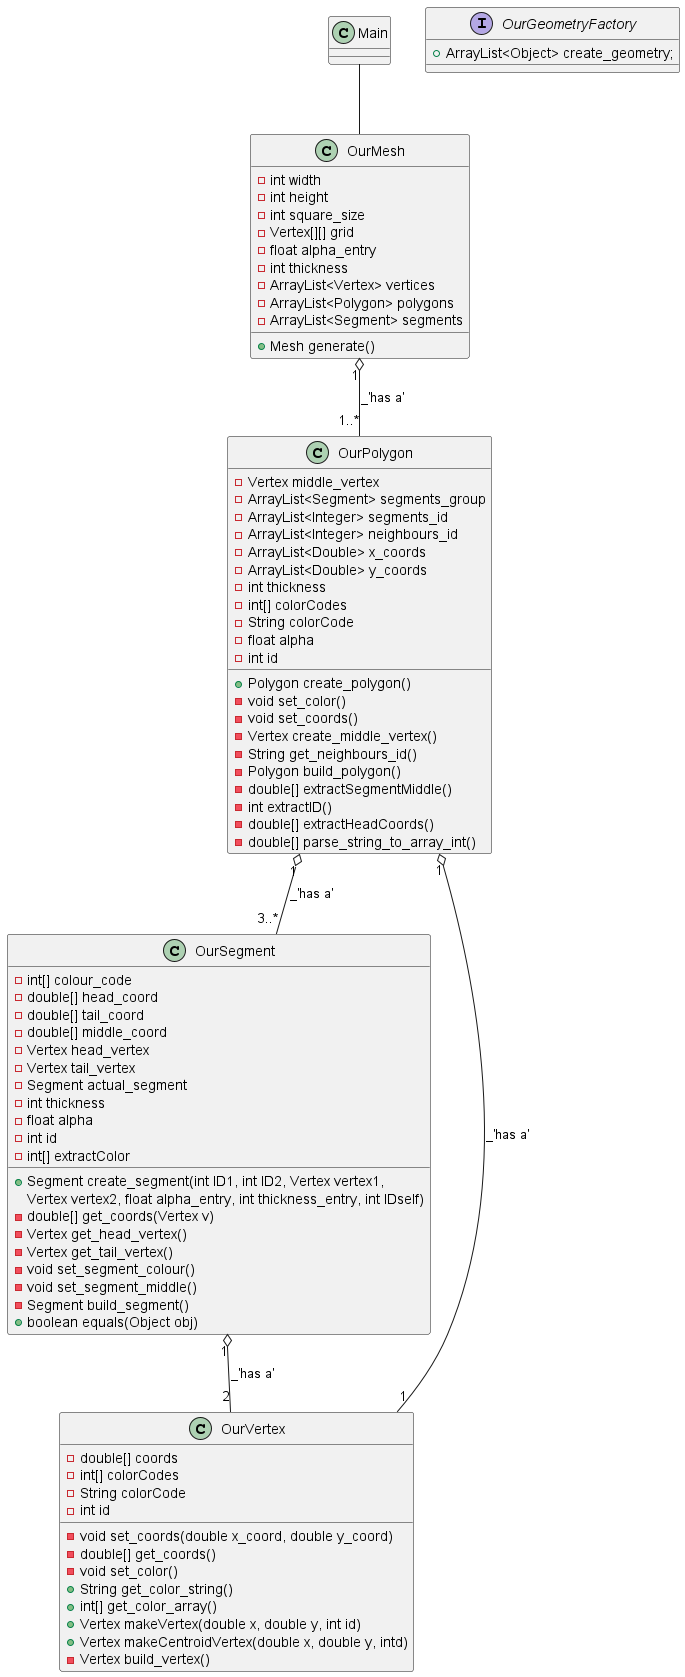 C Main
I OurGeometryFactory
ArrayList<Object> create_geometry;
C OurMesh
int width
int height
int square_size
Vertex[][] grid
float alpha_entry
int thickness
ArrayList<Vertex> vertices
ArrayList<Polygon> polygons
ArrayList<Segment> segments
Mesh generate()
1
_'has a'
1..*
C OurPolygon
Vertex middle_vertex
ArrayList<Segment> segments_group
ArrayList<Integer> segments_id
ArrayList<Integer> neighbours_id
ArrayList<Double> x_coords
ArrayList<Double> y_coords
int thickness
int[] colorCodes
String colorCode
float alpha
int id
Polygon create_polygon()
void set_color()
void set_coords()
Vertex create_middle_vertex()
String get_neighbours_id()
Polygon build_polygon()
double[] extractSegmentMiddle()
int extractID()
double[] extractHeadCoords()
double[] parse_string_to_array_int()
1
1
_'has a'
3..*
C OurSegment
int[] colour_code
double[] head_coord
double[] tail_coord
double[] middle_coord
Vertex head_vertex
Vertex tail_vertex
Segment actual_segment
int thickness
float alpha
int id
int[] extractColor
_'has a'
Segment create_segment(int ID1, int ID2, Vertex vertex1,
Vertex vertex2, float alpha_entry, int thickness_entry, int IDself)
double[] get_coords(Vertex v)
Vertex get_head_vertex()
Vertex get_tail_vertex()
void set_segment_colour()
void set_segment_middle()
Segment build_segment()
boolean equals(Object obj)
1
_'has a'
2
1
C OurVertex
double[] coords
int[] colorCodes
String colorCode
int id
void set_coords(double x_coord, double y_coord)
double[] get_coords()
void set_color()
String get_color_string()
int[] get_color_array()
Vertex makeVertex(double x, double y, int id)
Vertex makeCentroidVertex(double x, double y, intd)
Vertex build_vertex()